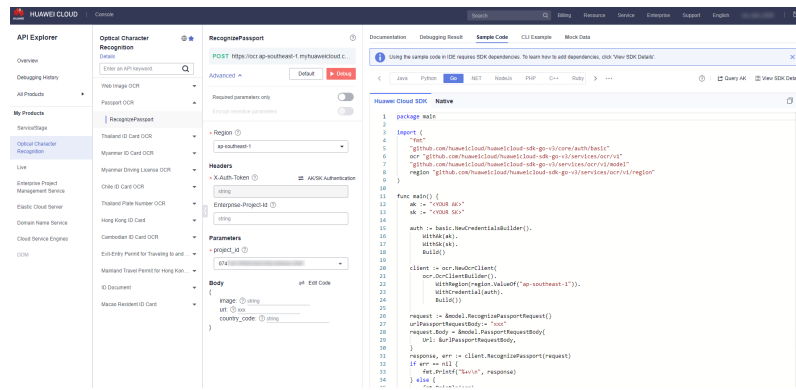 HUAWEI CLOUD
Console
Search
Billing
Resource
Service
Enterprise
Support
English
API Explorer
Overview
Debugging History
All Products
My Products
ServiceStage
Optical Character
Recognition
Live
Enterprise Project
Management Service
Elastic Cloud Server
Domain Name Service
Cloud Service Engines
Optical Character
Recognition
Details
Enter an API keyword.
Web Image OCR
Passport OCR
RecognizePassport
Thailand ID Card OCR
Myanmar ID Card OCR
Myanmar Driving License OCR
Chile ID Card OCR
Thailand Plate Number OCR
Hong Kong ID Card
Cambodian ID Card OCR
Exit-Entry Permit for Traveling to and ...
Mainland Travel Permit for Hong Kon...
ID Document
Macao Resident ID Card
RecognizePassport
POST https://ocr.ap-southeast-1.myhuaweicloud.c...
Advanced
Default
Debug
Required parameters only
Encrypt sensitive parameters
* Region
ap-southeast-1
Headers
* X-Auth-Token
AK/SK Authentication
string
Enterprise-Project-Id
string
Parameters
* project_id
074
Body
Edit Code
{
image: string
url: xxx
country_code: string
}
Documentation
Debugging Result
Sample Code
CLI Example
Mock Data
Using the sample code in IDE requires SDK dependencies. To learn how to add dependencies, click 'View SDK Details'.
Java
Python
Go
NET
NodeJs
PHP
C++
Ruby
Query AK
View SDK Deta
Huawei Cloud SDK
Native
1 package main
2
3 import (
4 "fmt"
5 "github.com/huaweicloud/huaweicloud-sdk-go-v3/core/auth/basic"
6 ocr "github.com/huaweicloud/huaweicloud-sdk-go-v3/services/ocr/v1"
7 "github.com/huaweicloud/huaweicloud-sdk-go-v3/services/ocr/v1/model"
8 region "github.com/huaweicloud/huaweicloud-sdk-go-v3/services/ocr/v1/region"
9 )
10
11 func main() {
12 ak := "<YOUR AK>"
13 sk := "<YOUR SK>"
14
15 auth := basic.NewCredentialsBuilder().
16 WithAk(ak).
17 WithSk(sk).
18 Build()
19
20 client := ocr.NewOcrClient(
21 ocr.OcrClientBuilder().
22 WithRegion(region.ValueOf("ap-southeast-1")).
23 WithCredential(auth).
24 Build())
25
26 request := &model.RecognizePassportRequest{}
27 urlPassportRequestBody:= "xxx"
28 request.Body = &model.PassportRequestBody{
29 Url: &urlPassportRequestBody,
30 }
31 response, err := client.RecognizePassport(request)
32 if err == nil {
33 fmt.Printf("%+v\n", response)
34 } else {